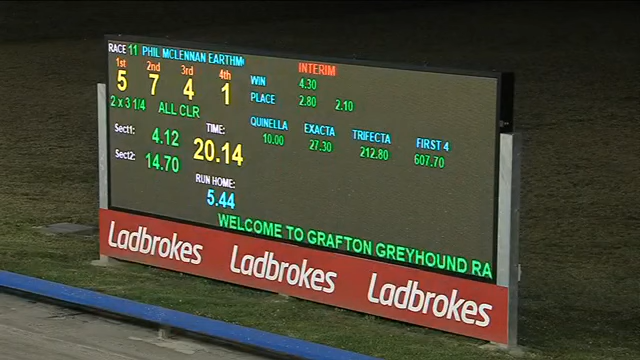 RACE 11 PHIL MCLENNAN EARTHM
1st 2nd 3rd 4th
5 7 4 1
2 x 3 1/4 ALL CLR
INTERIM
WIN 4.30
PLACE 2.80 2.10
QUINELLA EXACTA TRIFECTA FIRST 4
10.00 27.30 212.80 607.70
Sect1: 4.12
Sect2: 14.70
TIME:
20.14
RUN HOME:
5.44
WELCOME TO GRAFTON GREYHOUND RA
Ladbrokes Ladbrokes Ladbrokes